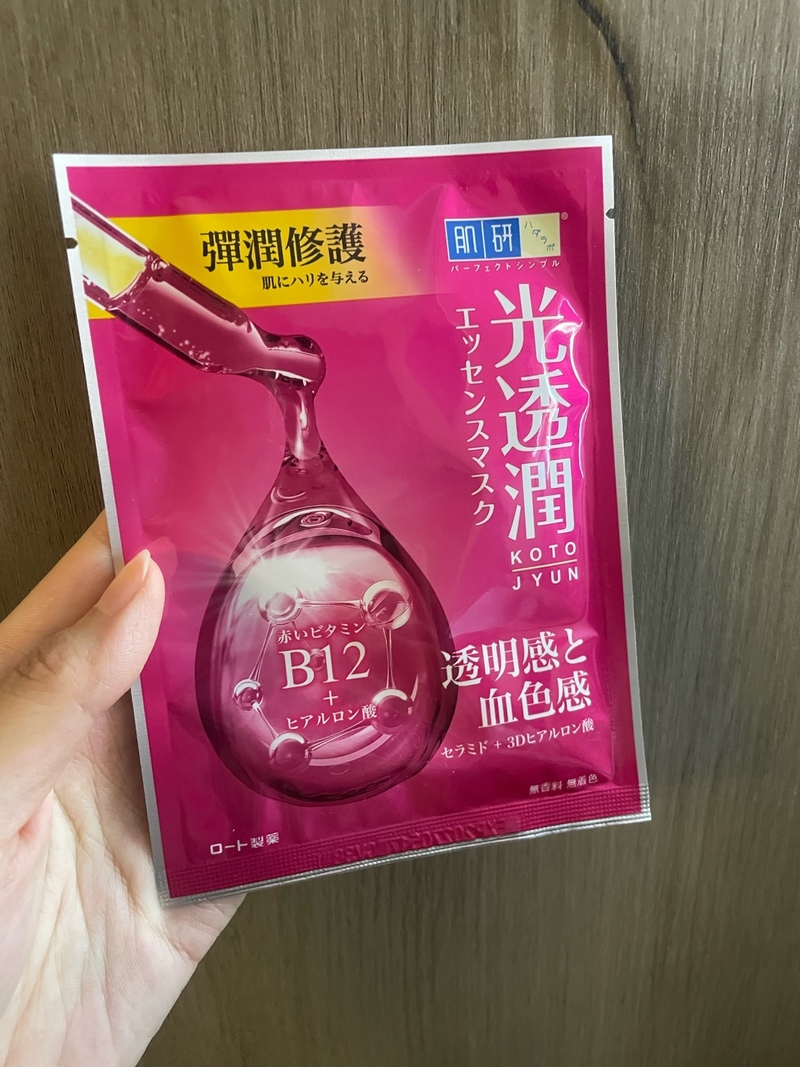 彈潤修護
肌にハリを与える
肌研
ハダラボ
®
パーフェクトシンプル
光透潤
エッセンスマスク
KOTO
JYUN
赤いビタミン
B12
+
ヒアルロン酸
透明感と
血色感
セラミド + 3Dヒアルロン酸
無香料 無着色
ロート製薬